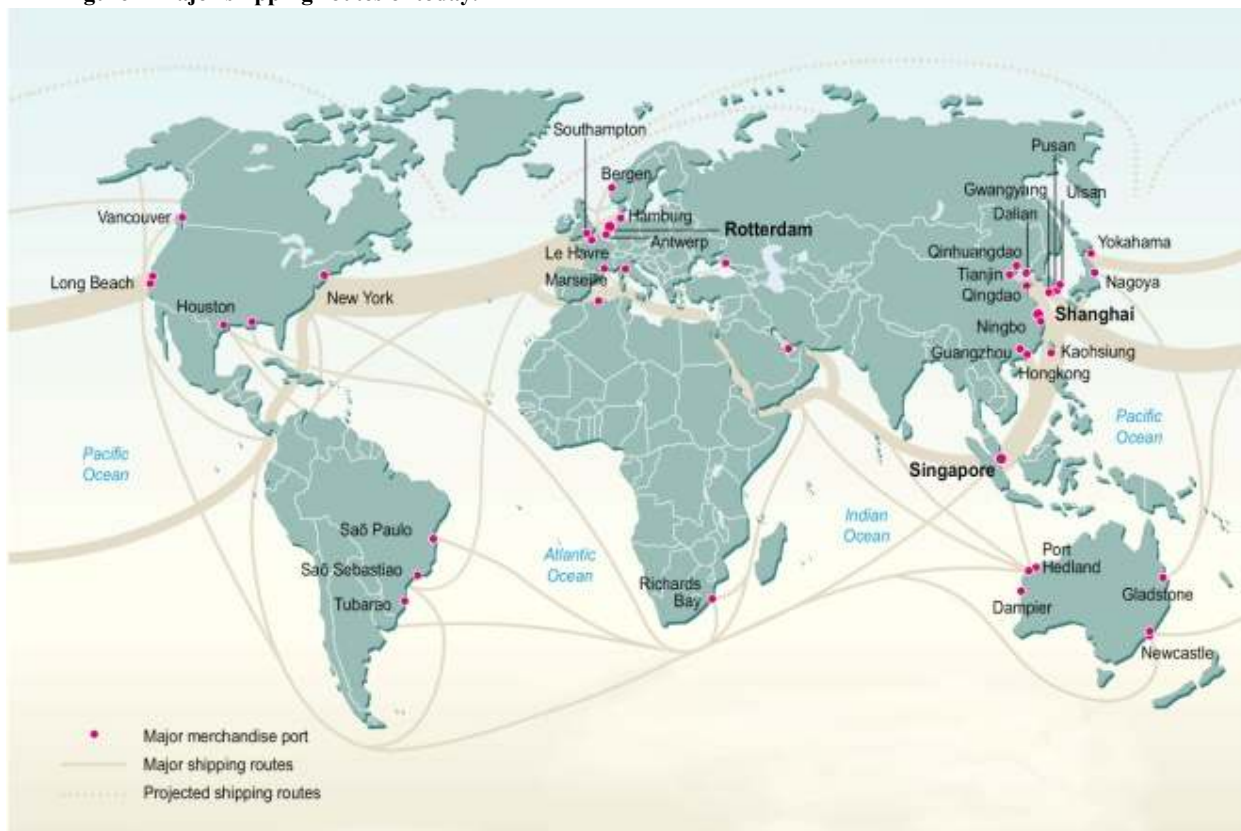 Southampton
Pusan
Bergen
Gwangyang
Ulsan
Vancouver
Hamburg
Dalian
Rotterdam
Antwerp
Yokahama
Le Havre
Qinhuangdao
Long Beach
Marseille
Tianjin
Nagoya
New York
Qingdao
Houston
Shanghai
Ningbo
Guangzhou
Kaohsiung
Hongkong
Pacific
Ocean
Pacific
Ocean
Singapore
Saõ Paulo
Indian
Ocean
Atlantic
Ocean
Port
Hedland
Saõ Sebastiao
Richards
Bay
Tubarao
Dampier
Gladstone
Newcastle
Major merchandise port
Major shipping routes
Projected shipping routes